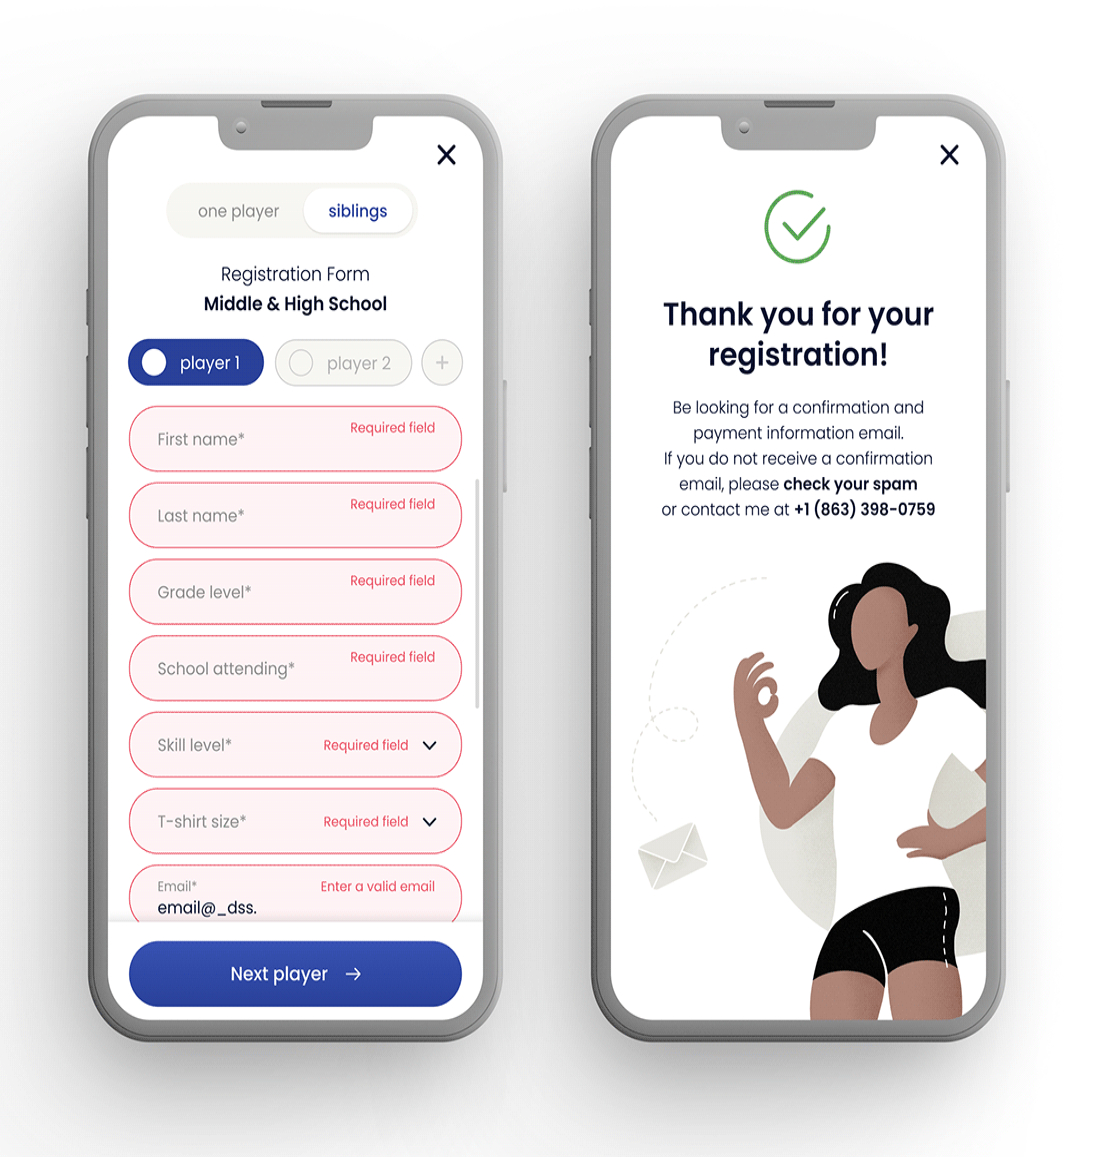 one player
siblings
Registration Form
Middle & High School
player 1
player 2
+
First name*
Required field
Last name*
Required field
Grade level*
Required field
School attending*
Required field
Skill level*
Required field
T-shirt size*
Required field
Email*
Enter a valid email
email@_dss.
Next player →
Thank you for your
registration!
Be looking for a confirmation and
payment information email.
If you do not receive a confirmation
email, please check your spam
or contact me at +1 (863) 398-0759